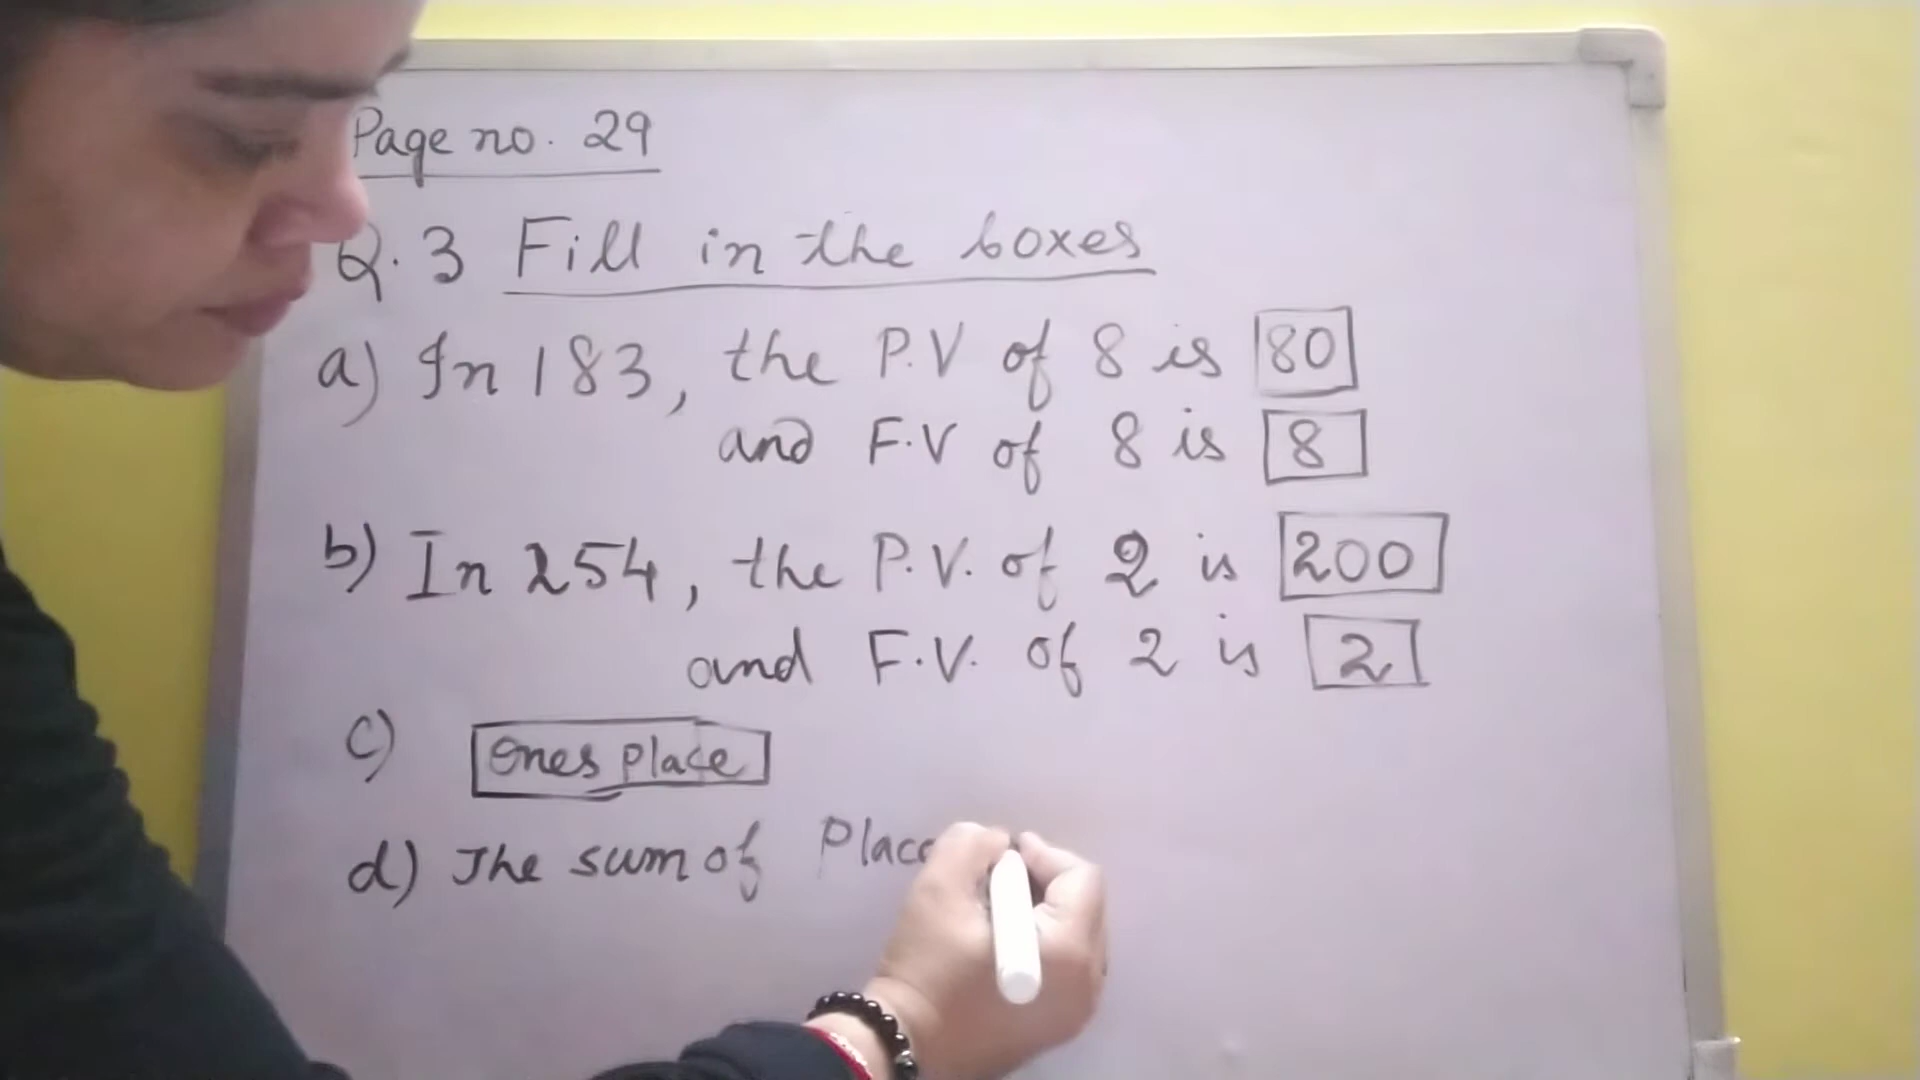 Page no. 29
Q.3 Fill in the boxes
a) In 183, the P.V of 8 is 80
and F.V of 8 is 8
b) In 254, the P.V. of 2 is 200
and F.V. of 2 is 2
c) Ones place
d) The sum of Place